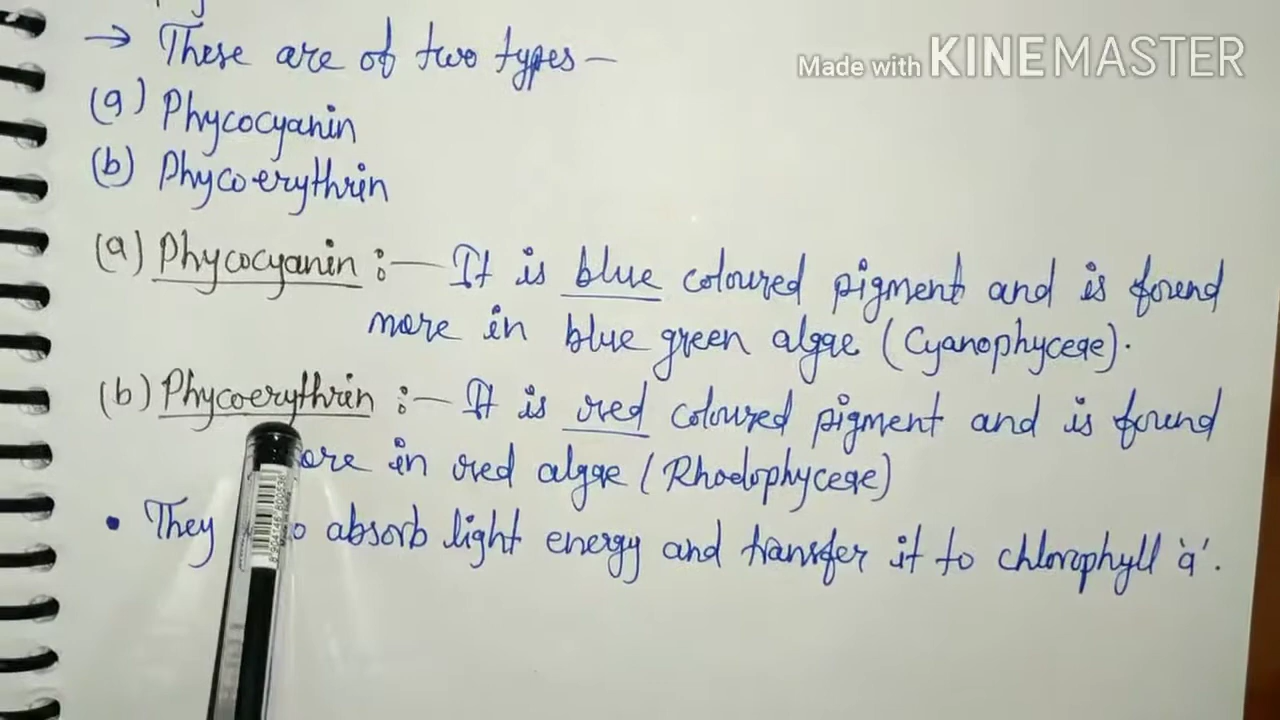 → These are of two types —
Made with KINEMASTER
(a) Phycocyanin
(b) Phycoerythrin
(a) Phycocyanin :— It is blue coloured pigment and is found
more in blue green algae (Cyanophyceae).
(b) Phycoerythrin :— It is red coloured pigment and is found
in red algae (Rhodophyceae)
• They absorb light energy and transfer it to chlorophyll 'a'.